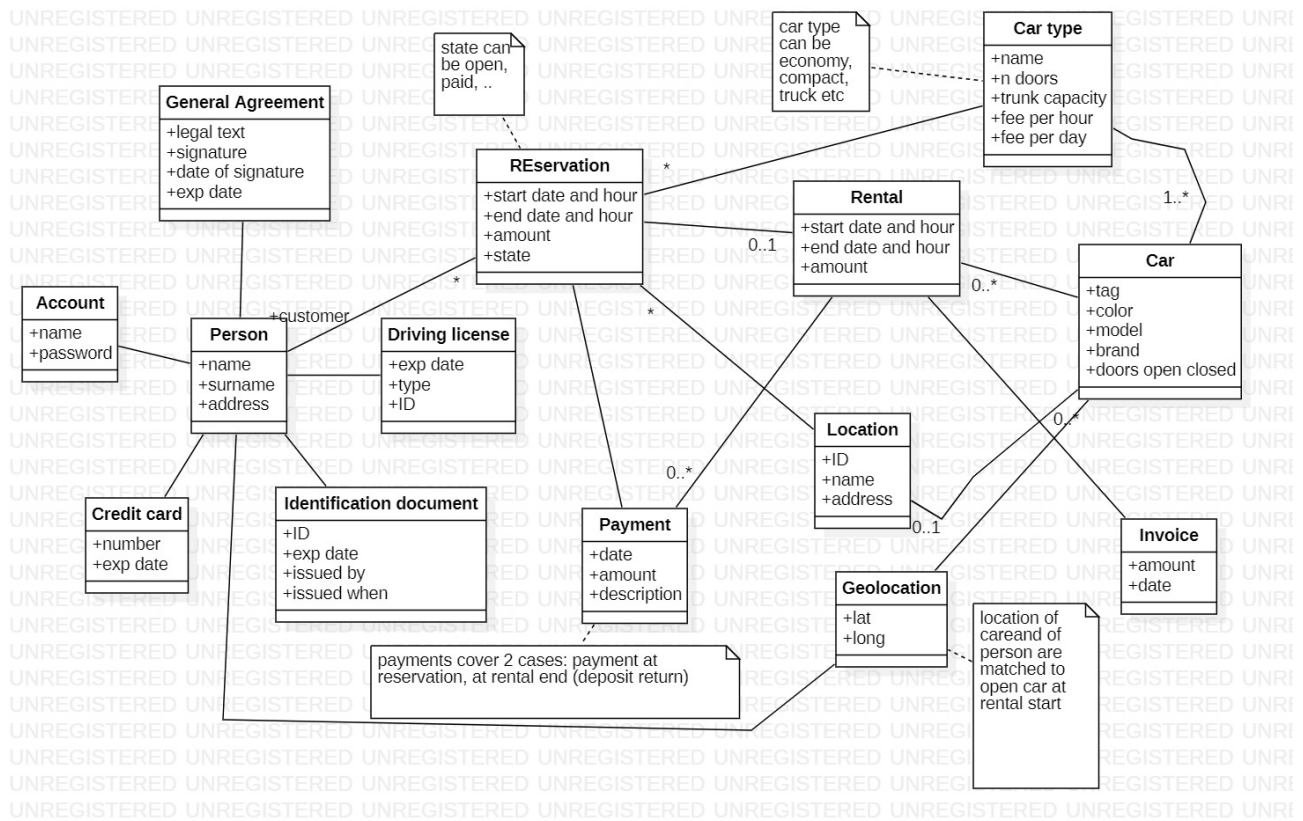 UNREGISTERED UNREGISTERED UNREGISTERED UNREGISTERED UNREGISTERED UNREGISTERED UNREGISTERED
car type
can be
economy,
compact,
truck etc
Car type
+name
+n doors
+trunk capacity
+fee per hour
+fee per day
state can
be open,
paid, ..
General Agreement
+legal text
+signature
+date of signature
+exp date
REservation
+start date and hour
+end date and hour
+amount
+state
*
0..1
Rental
+start date and hour
+end date and hour
+amount
1..*
0..*
Car
+tag
+color
+model
+brand
+doors open closed
Account
+name
+password
*
+customer
Person
+name
+surname
+address
Driving license
+exp date
+type
+ID
*
Location
+ID
+name
+address
0..*
0..1
0..*
Credit card
+number
+exp date
Identification document
+ID
+exp date
+issued by
+issued when
Payment
+date
+amount
+description
Invoice
+amount
+date
Geolocation
+lat
+long
location of
careand of
person are
matched to
open car at
rental start
payments cover 2 cases: payment at
reservation, at rental end (deposit return)